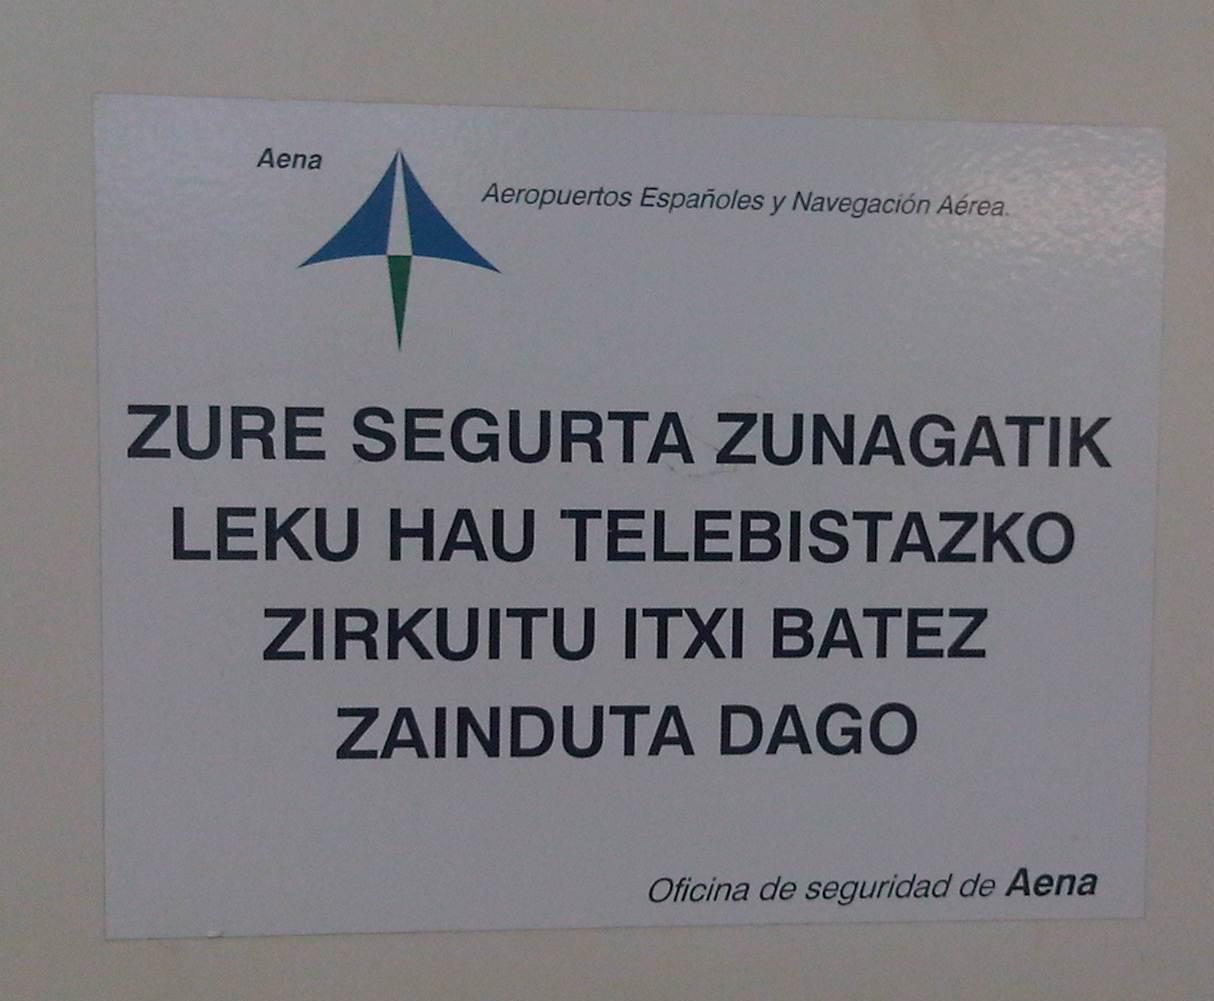 Aena
Aeropuertos Españoles y Navegación Aérea.
ZURE SEGURTA ZUNAGATIK
LEKU HAU TELEBISTAZKO
ZIRKUITU ITXI BATEZ
ZAINDUTA DAGO
Oficina de seguridad de Aena